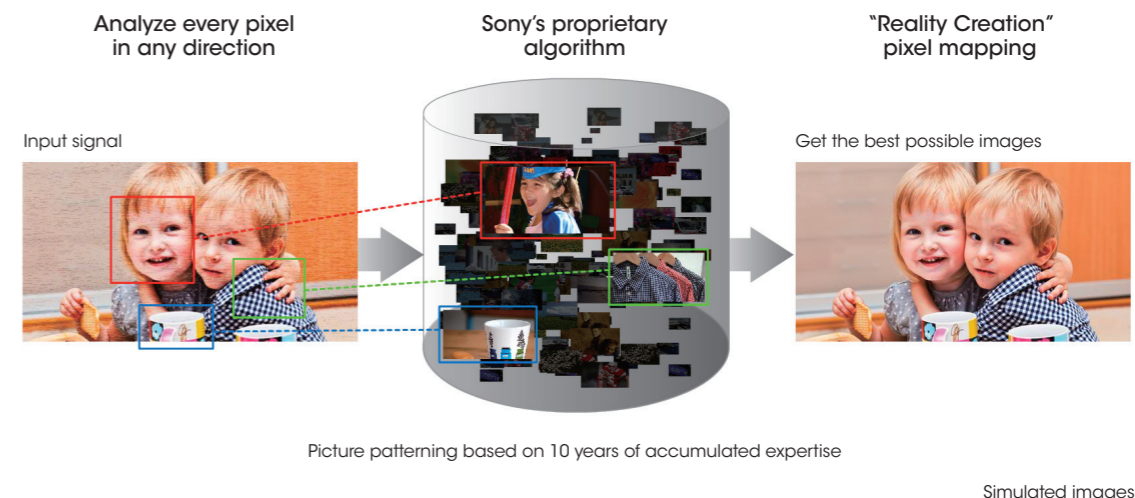 Analyze every pixel
in any direction
Sony's proprietary
algorithm
“Reality Creation”
pixel mapping
Input signal
Get the best possible images
Picture patterning based on 10 years of accumulated expertise
Simulated images